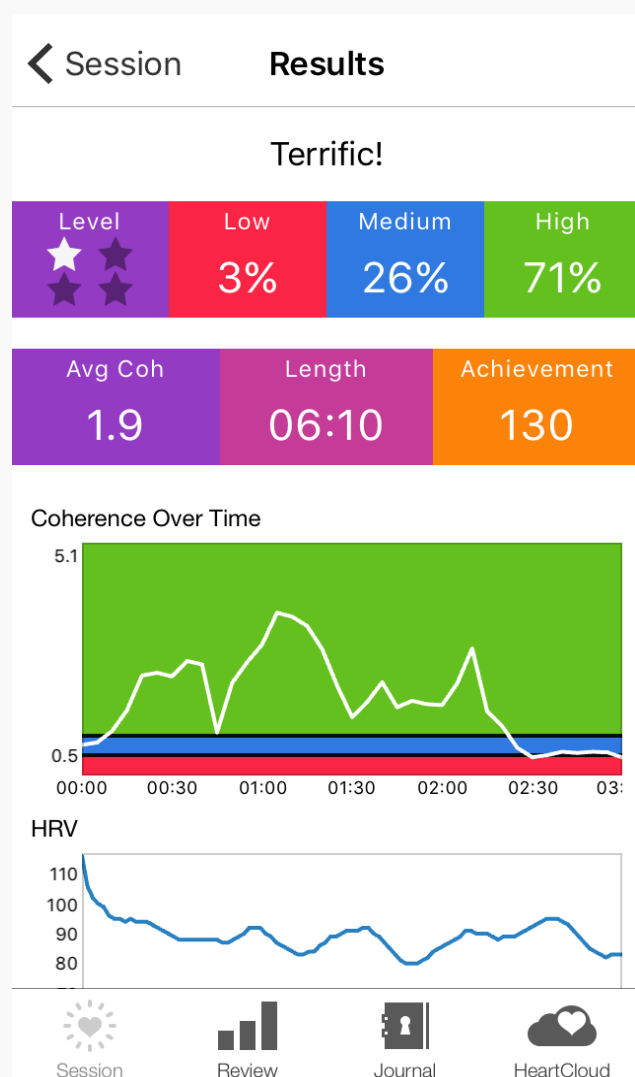 Session Results
Terrific!
Level Low Medium High
3% 26% 71%
Avg Coh Length Achievement
1.9 06:10 130
Coherence Over Time
5.1
0.5
00:00 00:30 01:00 01:30 02:00 02:30 03:
HRV
110
100
90
80
Session Review Journal HeartCloud